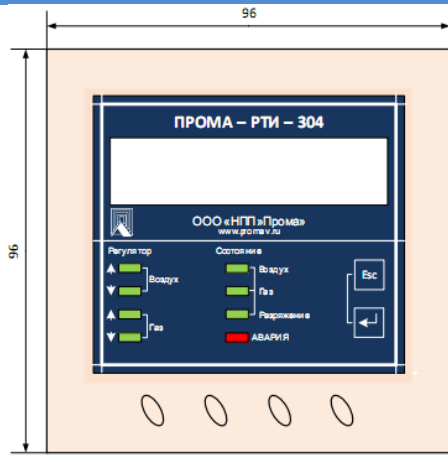 96
96
ПРОМА – РТИ – 304
ООО «НПП»Прома»
www.promav.ru
Регулятор
Состояние
Воздух
Газ
Воздух
Газ
Разряжение
АВАРИЯ
Esc